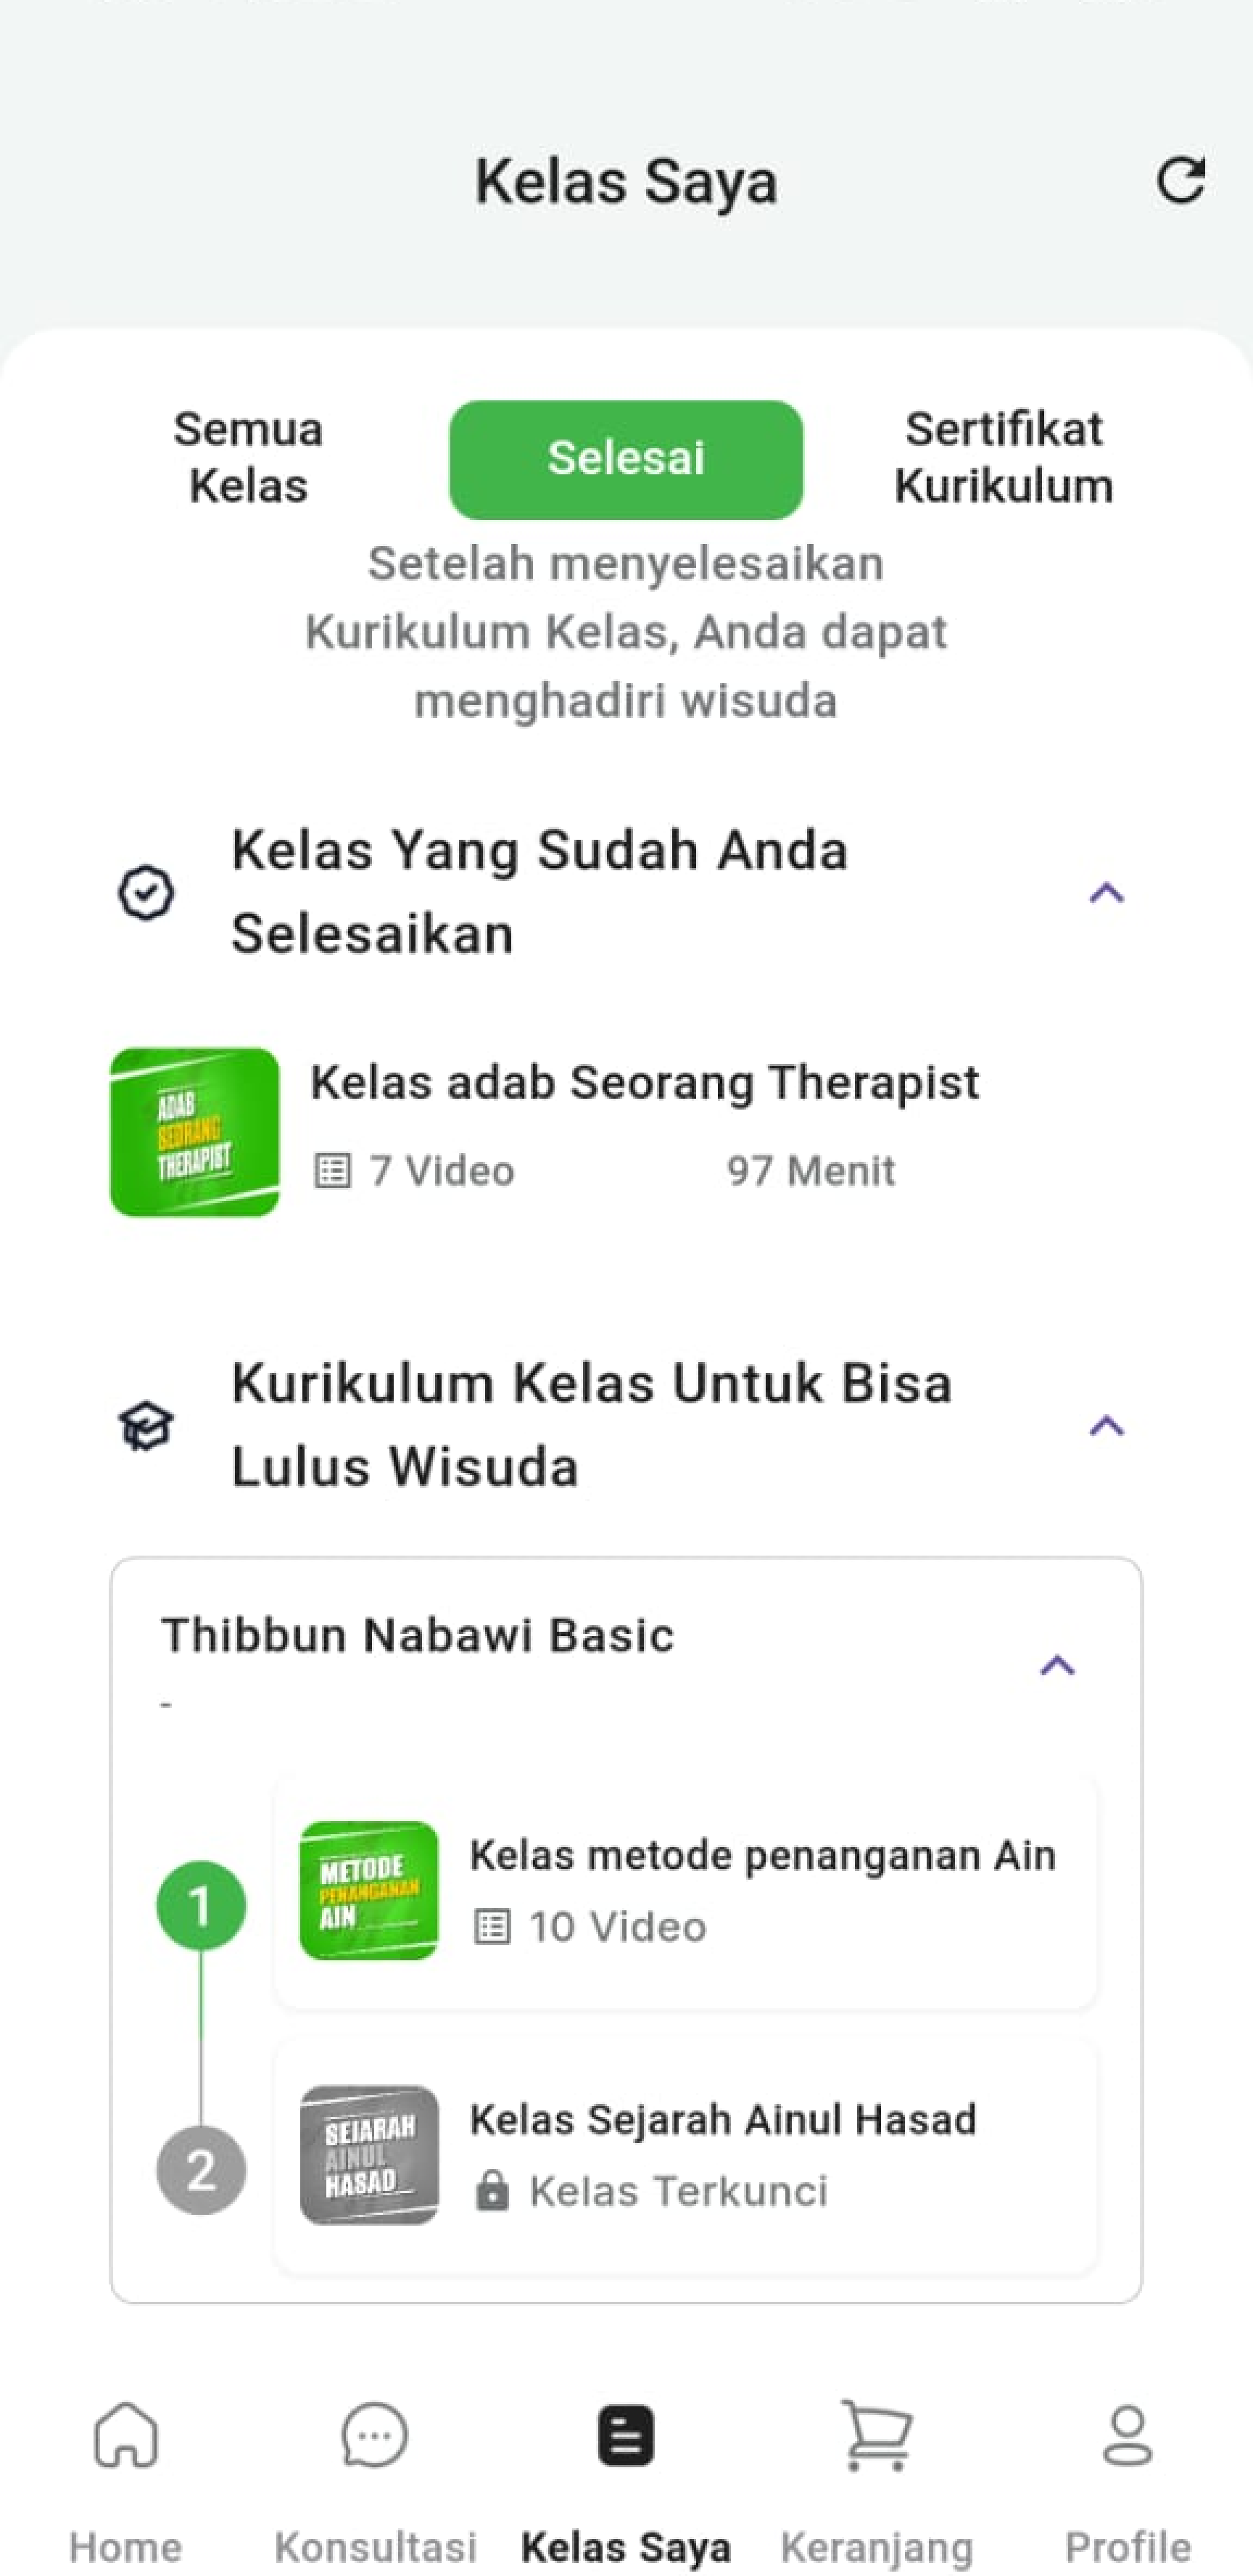 Kelas Saya
Semua
Kelas
Selesai
Sertifikat
Kurikulum
Setelah menyelesaikan
Kurikulum Kelas, Anda dapat
menghadiri wisuda
Kelas Yang Sudah Anda
Selesaikan
ADAB
SEORANG
THERAPIST
Kelas adab Seorang Therapist
7 Video
97 Menit
Kurikulum Kelas Untuk Bisa
Lulus Wisuda
Thibbun Nabawi Basic
-
1
METODE
PENANGANAN
AIN
Kelas metode penanganan Ain
10 Video
2
SEJARAH
AINUL
HASAD
Kelas Sejarah Ainul Hasad
Kelas Terkunci
Home
Konsultasi
Kelas Saya
Keranjang
Profile